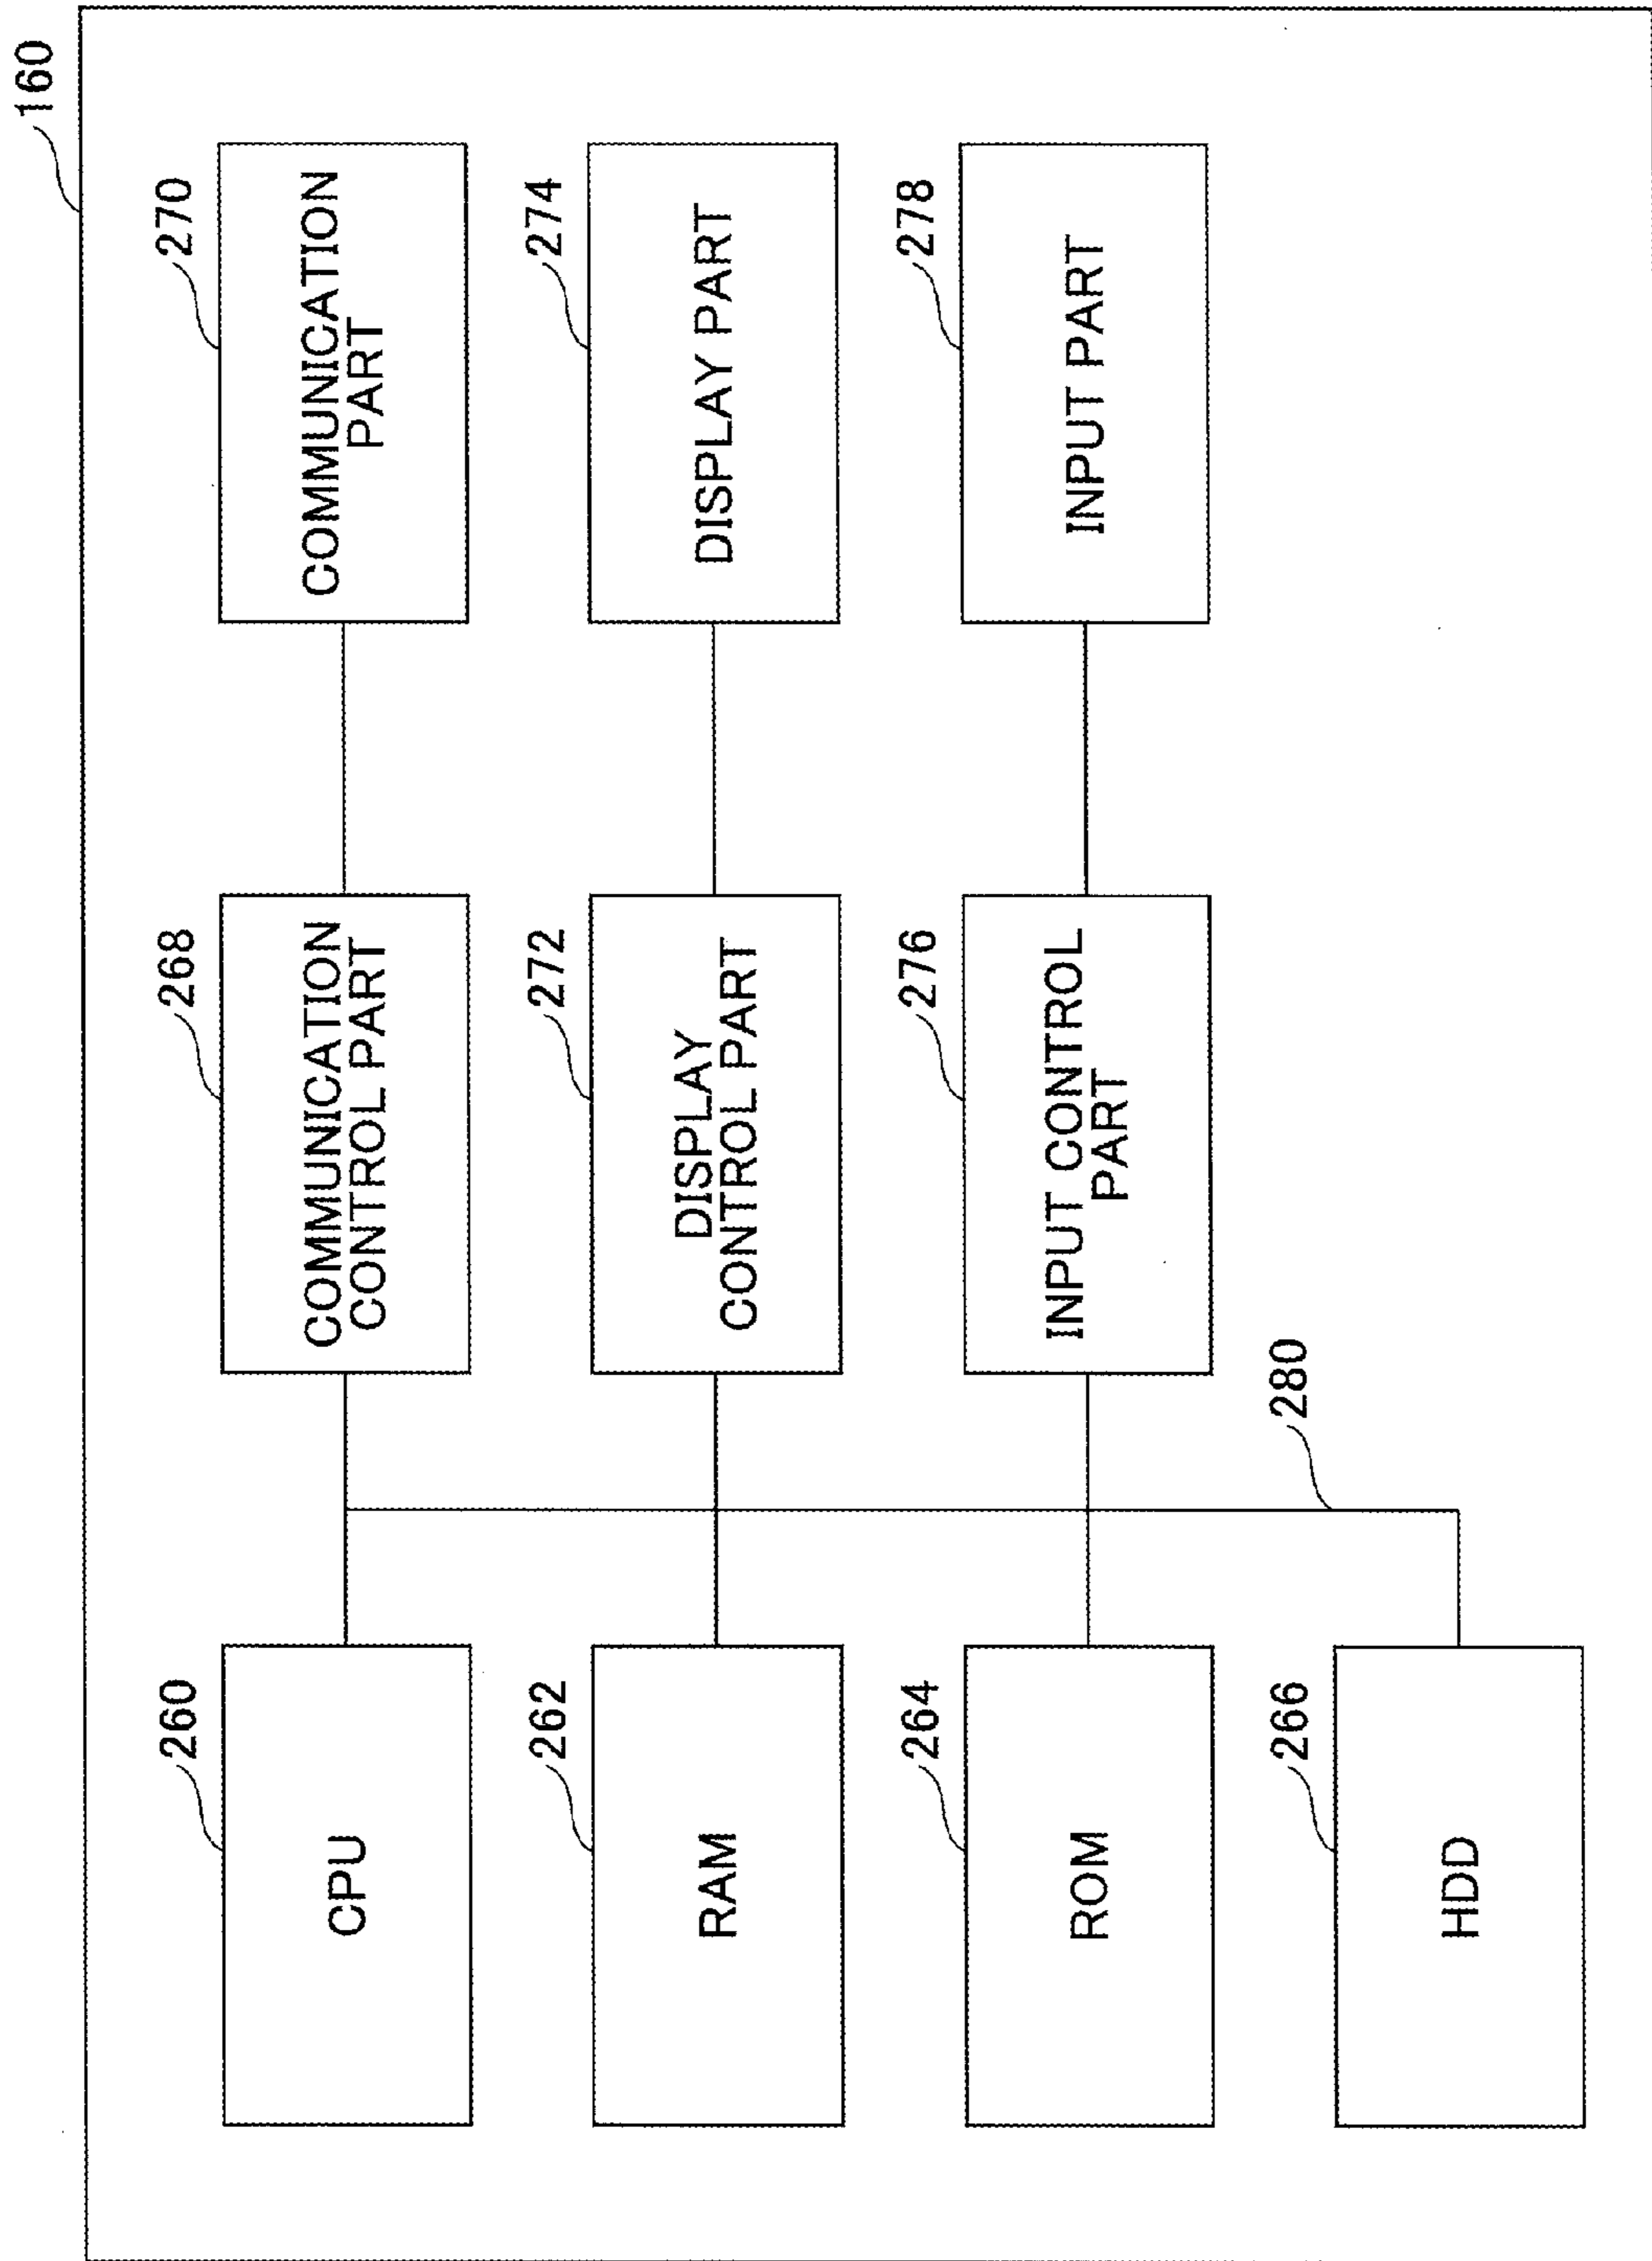 160
260
CPU
268
COMMUNICATION
CONTROL PART
270
COMMUNICATION
PART
262
RAM
272
DISPLAY
CONTROL PART
274
DISPLAY PART
264
ROM
276
INPUT CONTROL
PART
278
INPUT PART
266
HDD
280